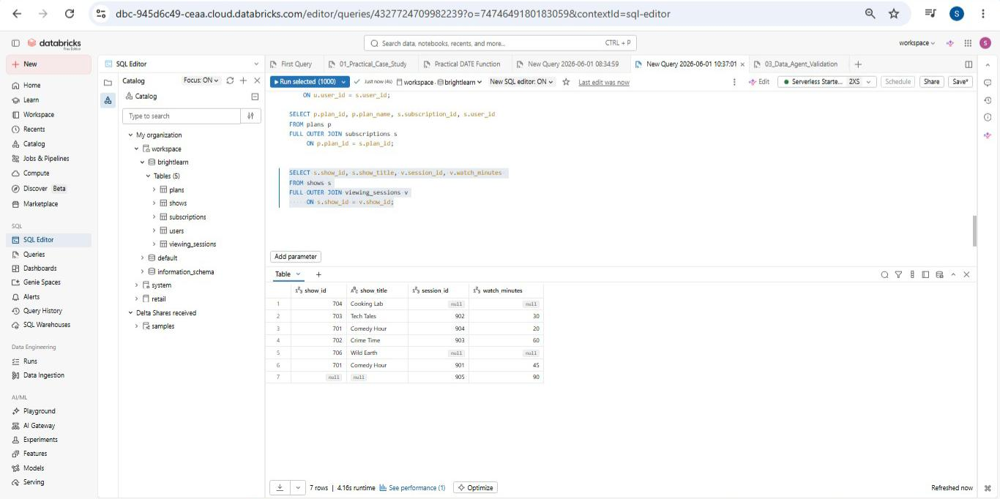 dbc-945d6c49-ceaa.cloud.databricks.com/editor/queries/4327724709982239?o=7474649180183059&contextId=sql-editor
S
databricks
Free Edition
Search data, notebooks, recents, and more...
CTRL + P
workspace
S
New
Home
Learn
Workspace
Recents
Catalog
Jobs & Pipelines
Compute
Discover Beta
Marketplace
SQL
SQL Editor
Queries
Dashboards
Genie Spaces
Alerts
Query History
SQL Warehouses
Data Engineering
Runs
Data Ingestion
AI/ML
Playground
AI Gateway
Experiments
Features
Models
Serving
SQL Editor
Catalog
Focus: ON
Catalog
Type to search
My organization
workspace
brightlearn
Tables (5)
plans
shows
subscriptions
users
viewing_sessions
default
information_schema
system
retail
Delta Shares received
samples
First Query
01_Practical_Case_Study
Practical DATE Function
New Query 2026-06-01 08:34:59
New Query 2026-06-01 10:37:01
03_Data_Agent_Validation
Run selected (1000)
Just now (4s)
workspace
brightlearn
New SQL editor: ON
Last edit was now
Edit
Serverless Starte... 2XS
Schedule
Share
Save*
ON u.user_id = s.user_id;
SELECT p.plan_id, p.plan_name, s.subscription_id, s.user_id
FROM plans p
FULL OUTER JOIN subscriptions s
ON p.plan_id = s.plan_id;
SELECT s.show_id, s.show_title, v.session_id, v.watch_minutes
FROM shows s
FULL OUTER JOIN viewing_sessions v
ON s.show_id = v.show_id;
Add parameter
Table
show_id show_title session_id watch_minutes
1 704 Cooking Lab null null
2 703 Tech Tales 902 30
3 701 Comedy Hour 904 20
4 702 Crime Time 903 60
5 706 Wild Earth null null
6 701 Comedy Hour 901 45
7 null null 905 90
7 rows | 4.16s runtime
See performance (1)
Optimize
Refreshed now